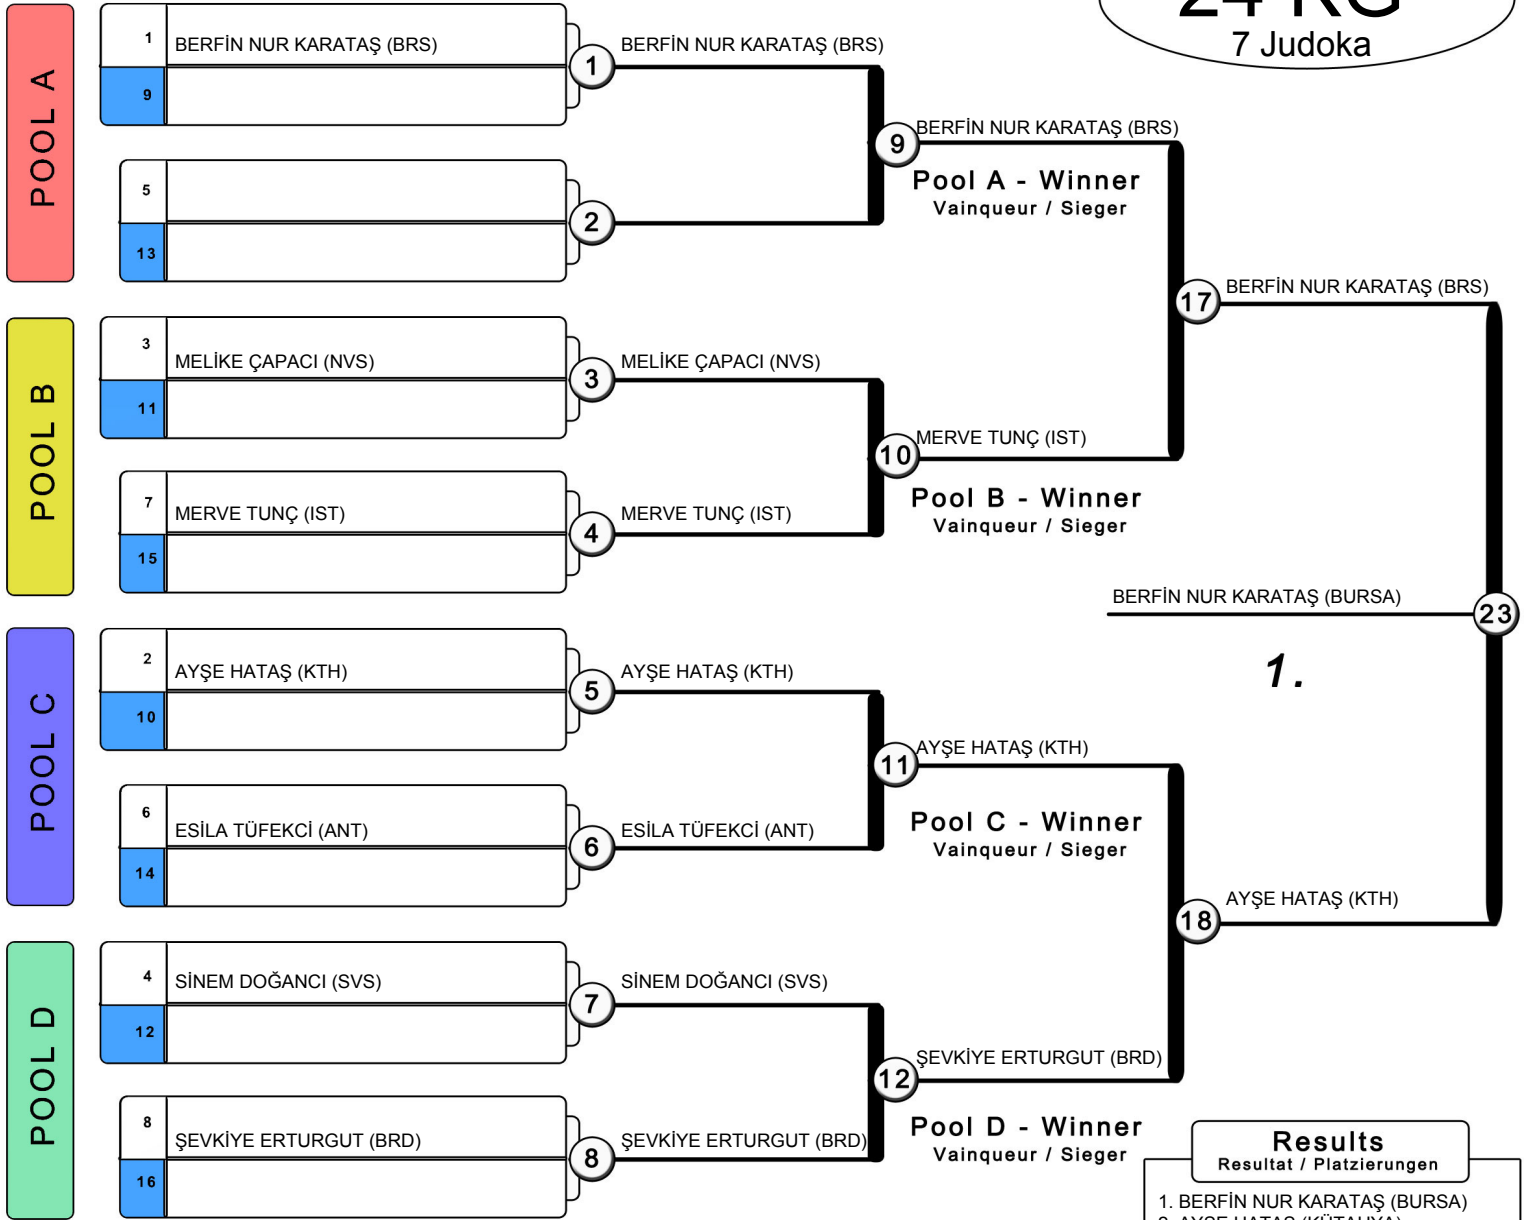 24 KG
7 Judoka
POOL A
1
BERFİN NUR KARATAŞ (BRS)
9
1
BERFİN NUR KARATAŞ (BRS)
5
13
2
9
BERFİN NUR KARATAŞ (BRS)
Pool A - Winner
Vainqueur / Sieger
POOL B
3
MELİKE ÇAPACI (NVS)
11
3
MELİKE ÇAPACI (NVS)
7
MERVE TUNÇ (IST)
15
4
MERVE TUNÇ (IST)
10
MERVE TUNÇ (IST)
Pool B - Winner
Vainqueur / Sieger
17
BERFİN NUR KARATAŞ (BRS)
BERFİN NUR KARATAŞ (BURSA)
23
1.
POOL C
2
AYŞE HATAŞ (KTH)
10
5
AYŞE HATAŞ (KTH)
6
ESİLA TÜFEKCİ (ANT)
14
6
ESİLA TÜFEKCİ (ANT)
11
AYŞE HATAŞ (KTH)
Pool C - Winner
Vainqueur / Sieger
18
AYŞE HATAŞ (KTH)
POOL D
4
SİNEM DOĞANCI (SVS)
12
7
SİNEM DOĞANCI (SVS)
8
ŞEVKİYE ERTURGUT (BRD)
16
8
ŞEVKİYE ERTURGUT (BRD)
12
ŞEVKİYE ERTURGUT (BRD)
Pool D - Winner
Vainqueur / Sieger
Results
Resultat / Platzierungen
1. BERFİN NUR KARATAŞ (BURSA)
2. AYŞE HATAŞ (KÜTAHYA)